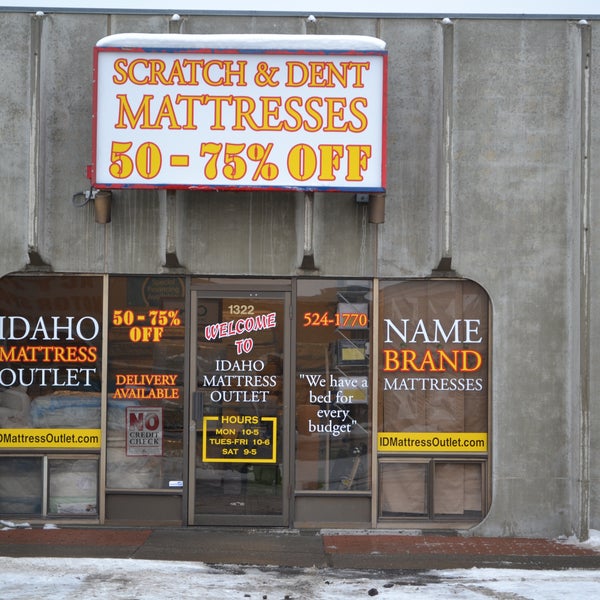 SCRATCH & DENT
MATTRESSES
50 - 75% OFF
IDAHO
MATTRESS
OUTLET
IDMattressOutlet.com
50 - 75%
OFF
DELIVERY
AVAILABLE
NO
CREDIT
CHECK
1322
WELCOME
TO
IDAHO
MATTRESS
OUTLET
HOURS
MON 10-5
TUES-FRI 10-6
SAT 9-5
524-1770
"We have a
bed for
every
budget"
NAME
BRAND
MATTRESSES
IDMattressOutlet.com